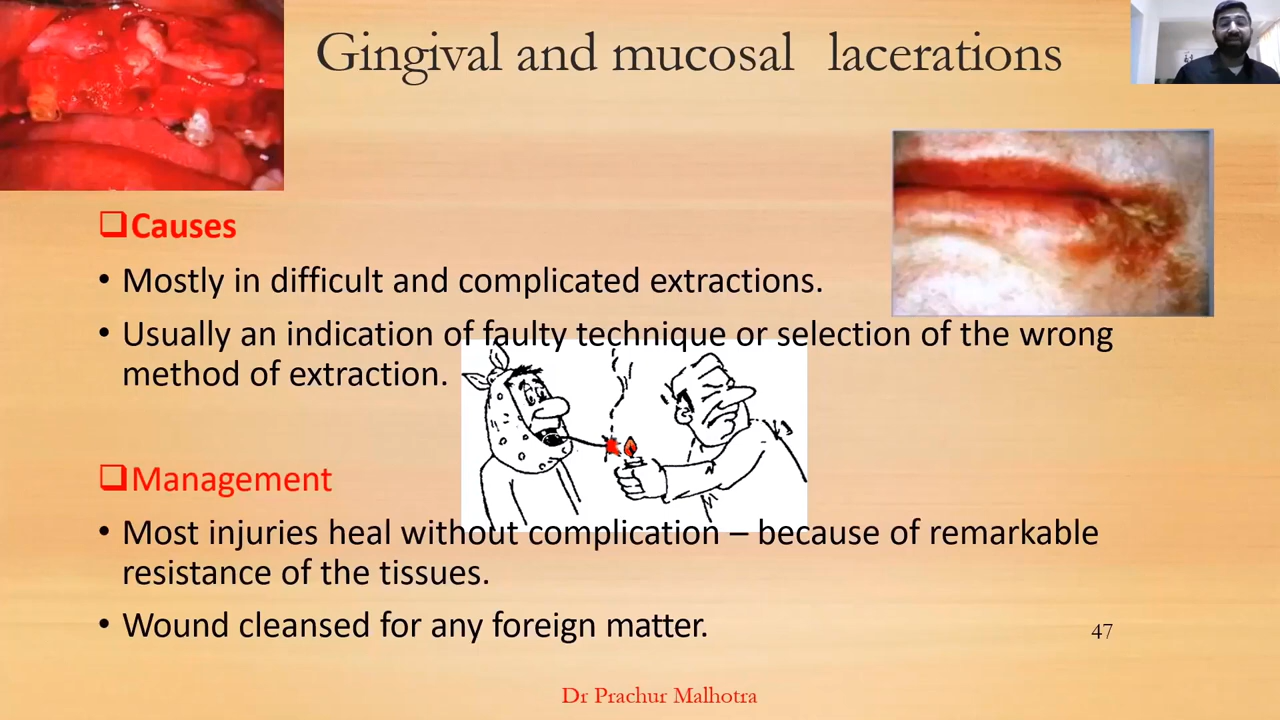 Gingival and mucosal lacerations
❑Causes
• Mostly in difficult and complicated extractions.
• Usually an indication of faulty technique or selection of the wrong
method of extraction.
❑Management
• Most injuries heal without complication – because of remarkable
resistance of the tissues.
• Wound cleansed for any foreign matter.
47
Dr Prachur Malhotra